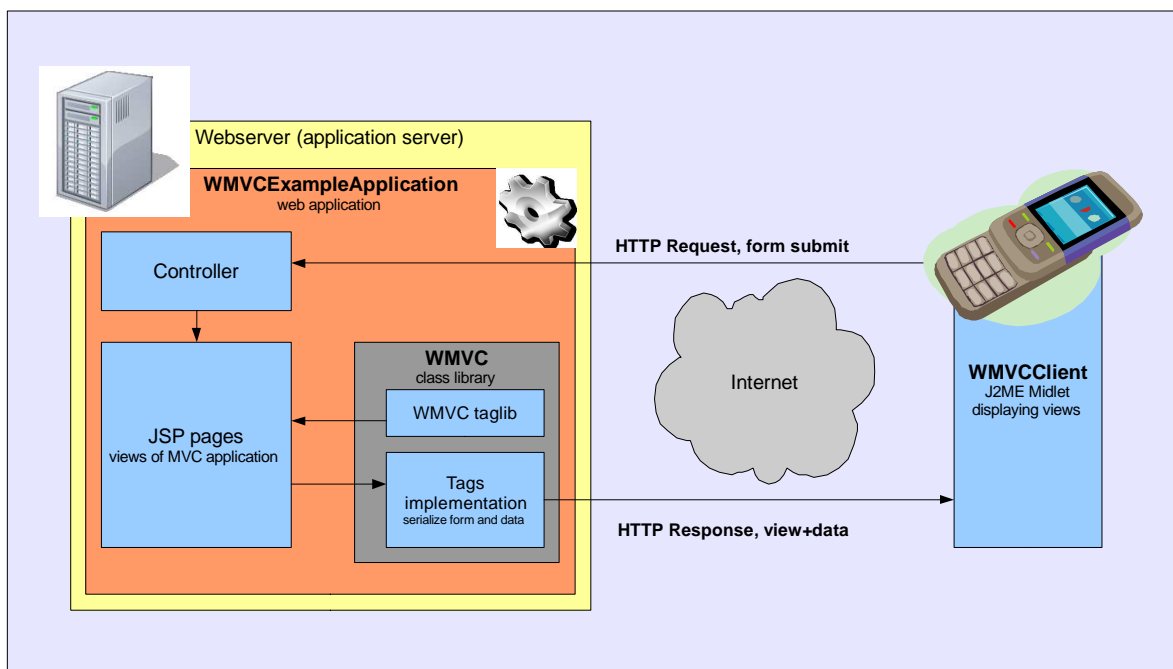 Webserver (application server)
WMVCExampleApplication
web application
Controller
HTTP Request, form submit
WMVC
class library
WMVC taglib
JSP pages
views of MVC application
Tags
implementation
serialize form and data
Internet
WMVCClient
J2ME Midlet
displaying views
HTTP Response, view+data